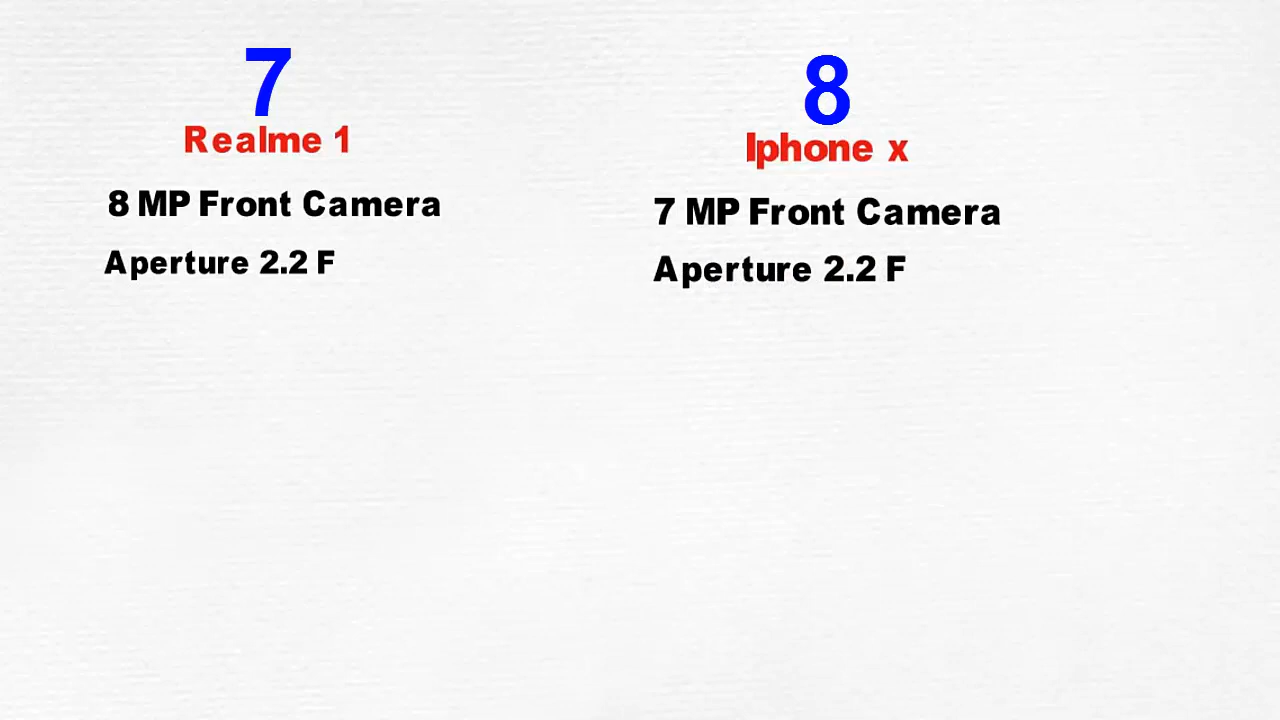 7
Realme 1
8 MP Front Camera
Aperture 2.2 F
8
Iphone x
7 MP Front Camera
Aperture 2.2 F